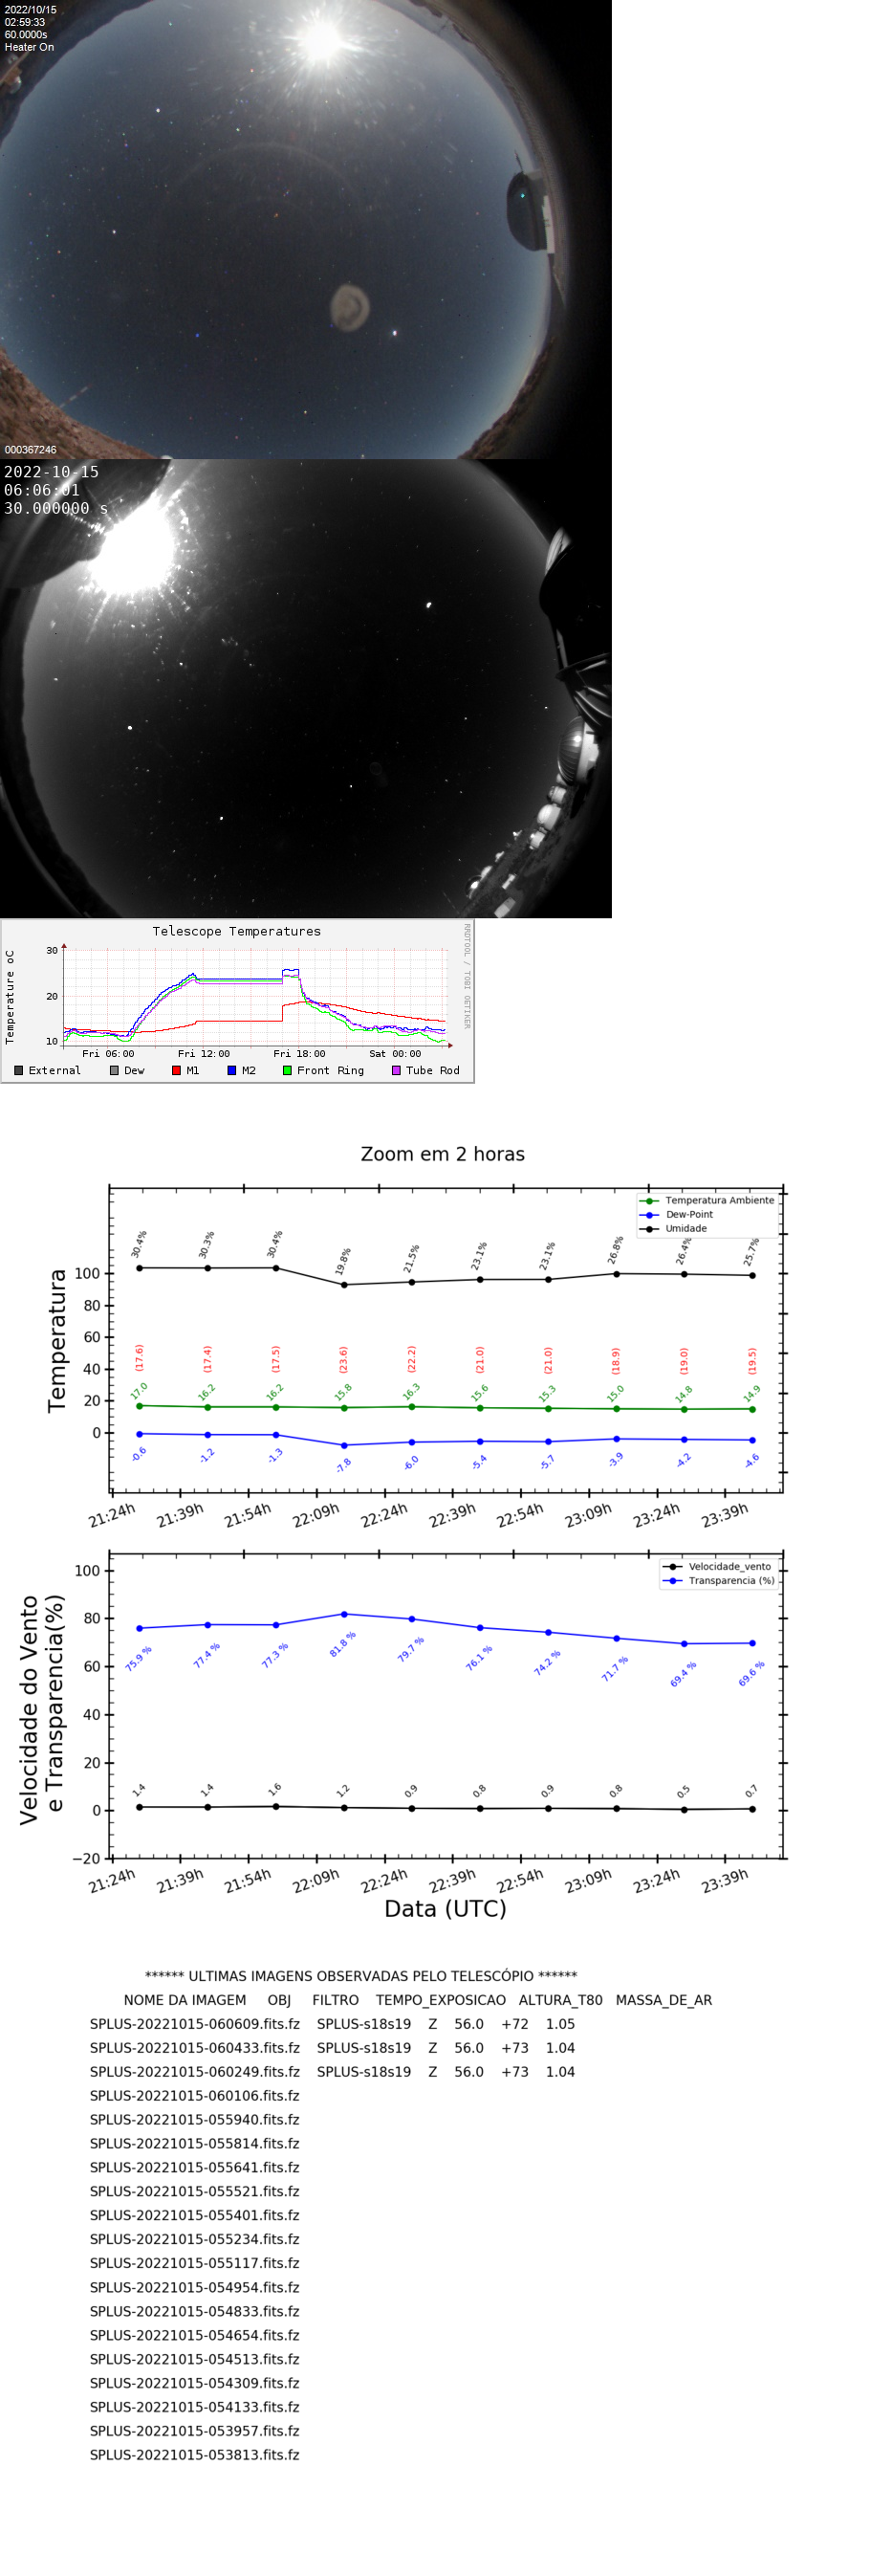 2022/10/15
02:59:33
60.0000s
Heater On
000367246
2022-10-15
06:06:01
30.000000 s
Telescope Temperatures
RRDTOOL / TOBI OETIKER
Temperature oC
30
20
10
Fri 06:00 Fri 12:00 Fri 18:00 Sat 00:00
External Dew M1 M2 Front Ring Tube Rod
Zoom em 2 horas
Temperatura Ambiente
Dew-Point
Umidade
Temperatura
30.4% 30.3% 30.4% 19.8% 21.5% 23.1% 23.1% 26.8% 26.4% 25.7%
100
80
60
40
20
0
(17.6) (17.4) (17.5) (23.6) (22.2) (21.0) (21.0) (18.9) (19.0) (19.5)
17.0 16.2 16.2 15.8 16.3 15.6 15.3 15.0 14.8 14.9
-0.6 -1.2 -1.3 -7.8 -6.0 -5.4 -5.7 -3.9 -4.2 -4.6
21:24h 21:39h 21:54h 22:09h 22:24h 22:39h 22:54h 23:09h 23:24h 23:39h
Velocidade_vento
Transparencia (%)
Velocidade do Vento
e Transparencia(%)
100
80
60
40
20
0
−20
75.9 % 77.4 % 77.3 % 81.8 % 79.7 % 76.1 % 74.2 % 71.7 % 69.4 % 69.6 %
1.4 1.4 1.6 1.2 0.9 0.8 0.9 0.8 0.5 0.7
21:24h 21:39h 21:54h 22:09h 22:24h 22:39h 22:54h 23:09h 23:24h 23:39h
Data (UTC)
****** ULTIMAS IMAGENS OBSERVADAS PELO TELESCÓPIO ******
NOME DA IMAGEM OBJ FILTRO TEMPO_EXPOSICAO ALTURA_T80 MASSA_DE_AR
SPLUS-20221015-060609.fits.fz SPLUS-s18s19 Z 56.0 +72 1.05
SPLUS-20221015-060433.fits.fz SPLUS-s18s19 Z 56.0 +73 1.04
SPLUS-20221015-060249.fits.fz SPLUS-s18s19 Z 56.0 +73 1.04
SPLUS-20221015-060106.fits.fz
SPLUS-20221015-055940.fits.fz
SPLUS-20221015-055814.fits.fz
SPLUS-20221015-055641.fits.fz
SPLUS-20221015-055521.fits.fz
SPLUS-20221015-055401.fits.fz
SPLUS-20221015-055234.fits.fz
SPLUS-20221015-055117.fits.fz
SPLUS-20221015-054954.fits.fz
SPLUS-20221015-054833.fits.fz
SPLUS-20221015-054654.fits.fz
SPLUS-20221015-054513.fits.fz
SPLUS-20221015-054309.fits.fz
SPLUS-20221015-054133.fits.fz
SPLUS-20221015-053957.fits.fz
SPLUS-20221015-053813.fits.fz